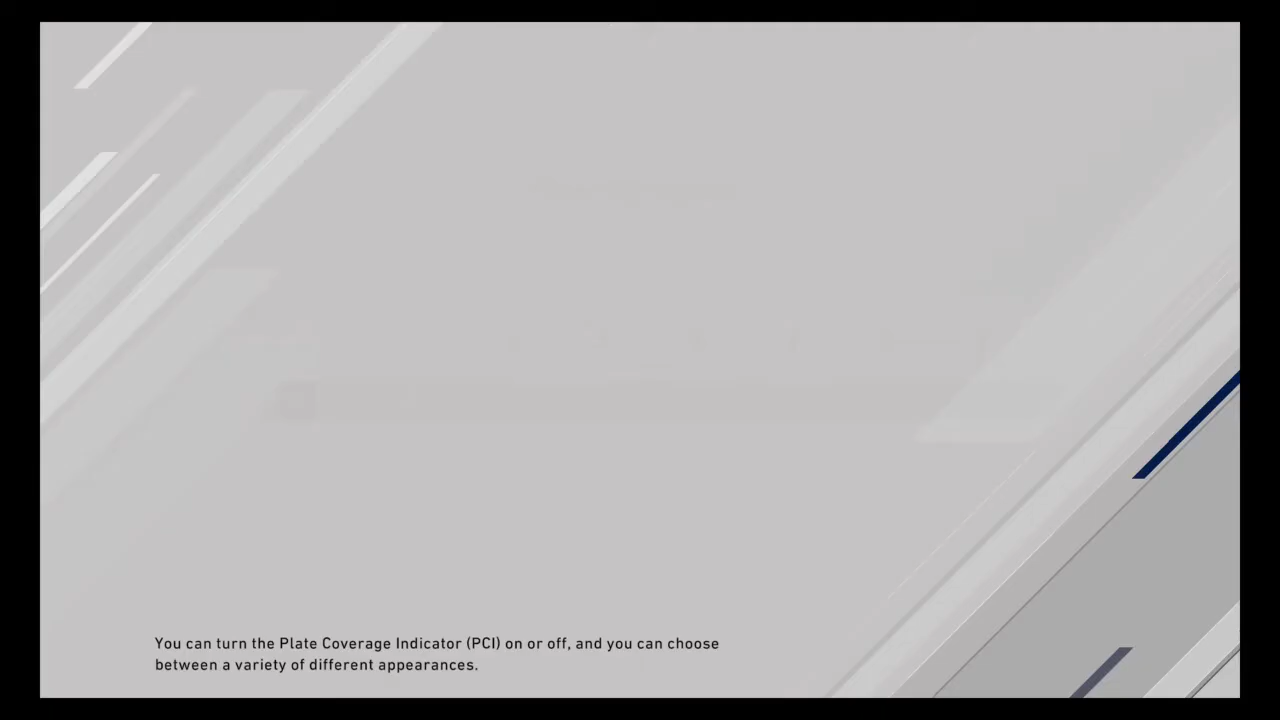 You can turn the Plate Coverage Indicator (PCI) on or off, and you can choose
between a variety of different appearances.